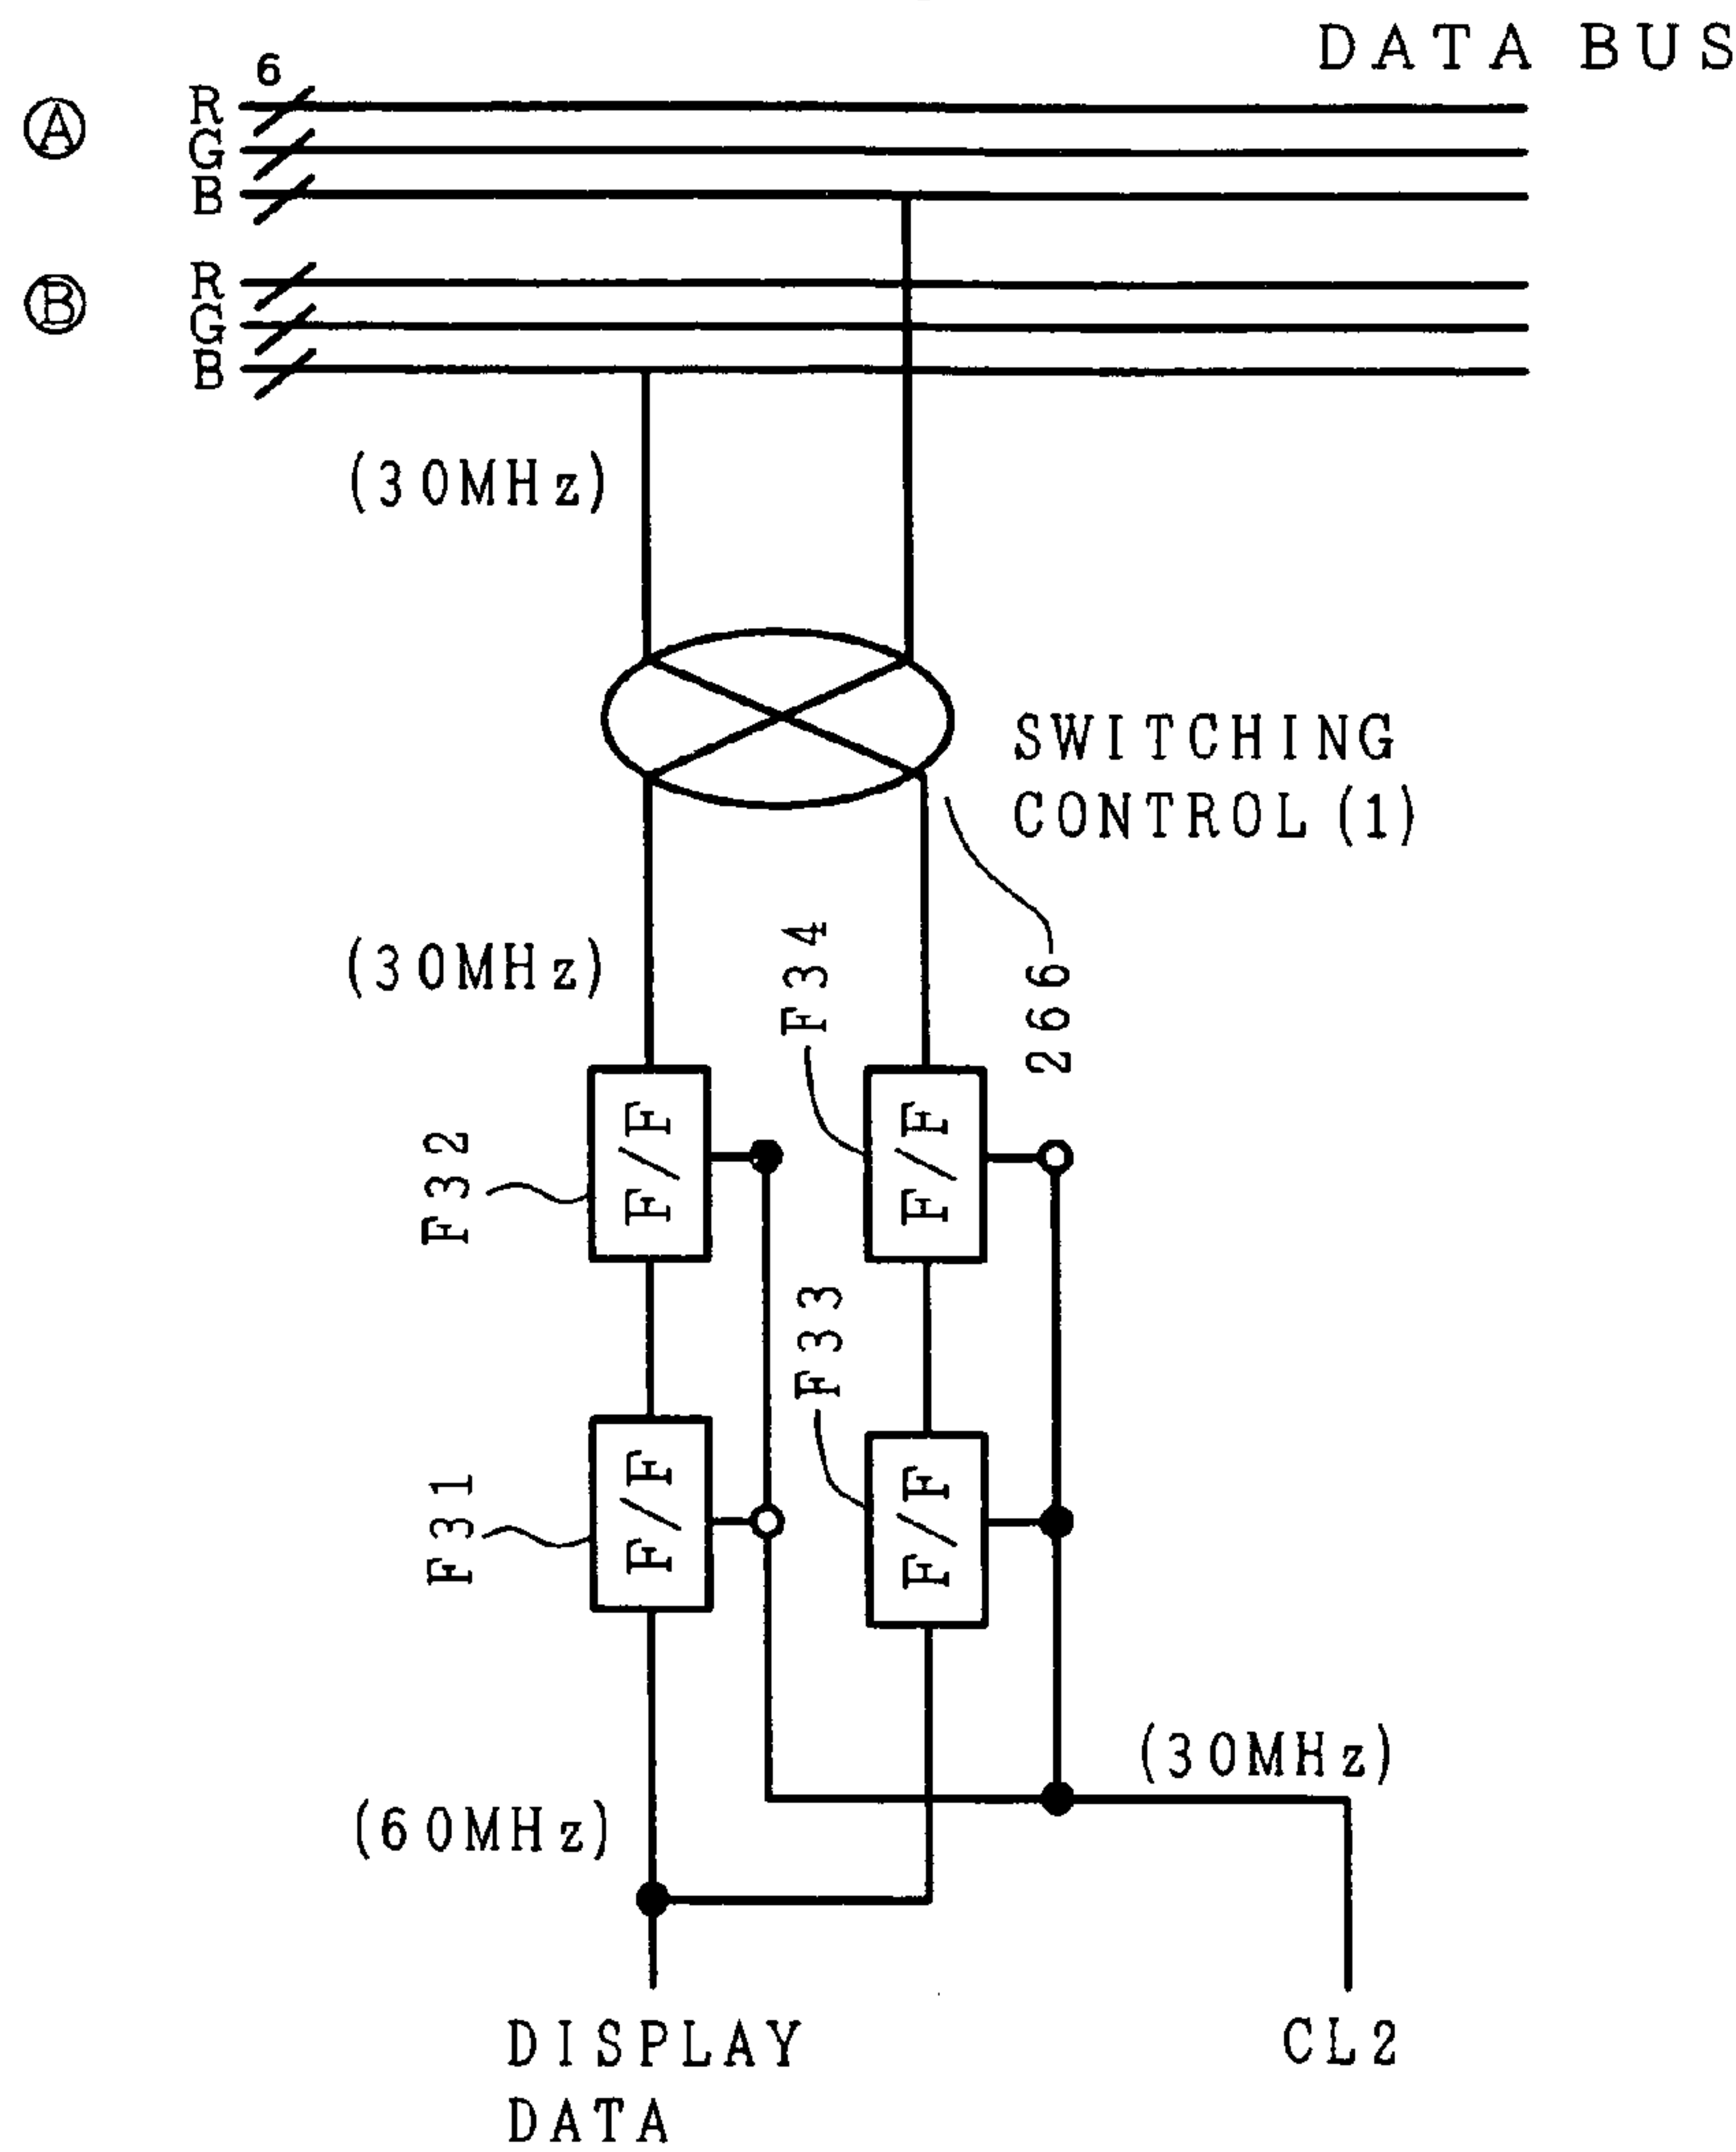 DATA BUS
6
A
R
G
B
B
R
G
B
(30MHz)
SWITCHING
CONTROL(1)
(30MHz)
F34
266
F32
F/F
F/F
F33
F31
F/F
F/F
(30MHz)
(60MHz)
DISPLAY
DATA
CL2